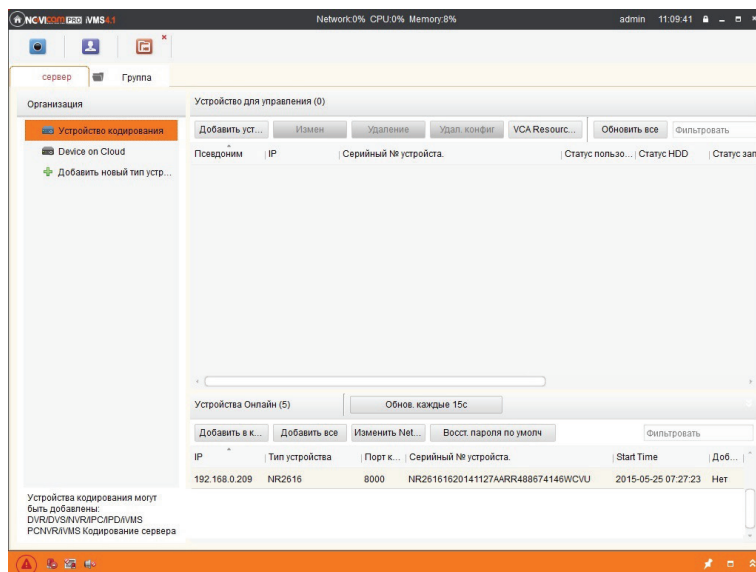 NOVIcom PRO iVMS4.1 Network:0% CPU:0% Memory:8% admin 11:09:41
сервер Группа
Организация
Устройство кодирования
Device on Cloud
Добавить новый тип устр...
Устройства кодирования могут
быть добавлены:
DVR/DVS/NVR/IPC/IPD/iVMS
PCNVR/iVMS Кодирование сервера
Устройство для управления (0)
Добавить уст... Измен Удаление Удал. конфиг VCA Resourc... Обновить все Фильтровать
Псевдоним IP Серийный № устройста. Статус пользо... Статус HDD Статус зап
Устройства Онлайн (5) Обнов. каждые 15с
Добавить в к... Добавить все Изменить Net... Восст. пароля по умолч Фильтровать
IP Тип устройства Порт к... Серийный № устройста. Start Time Доб...
192.168.0.209 NR2616 8000 NR26161620141127AARR488674146WCVU 2015-05-25 07:27:23 Нет